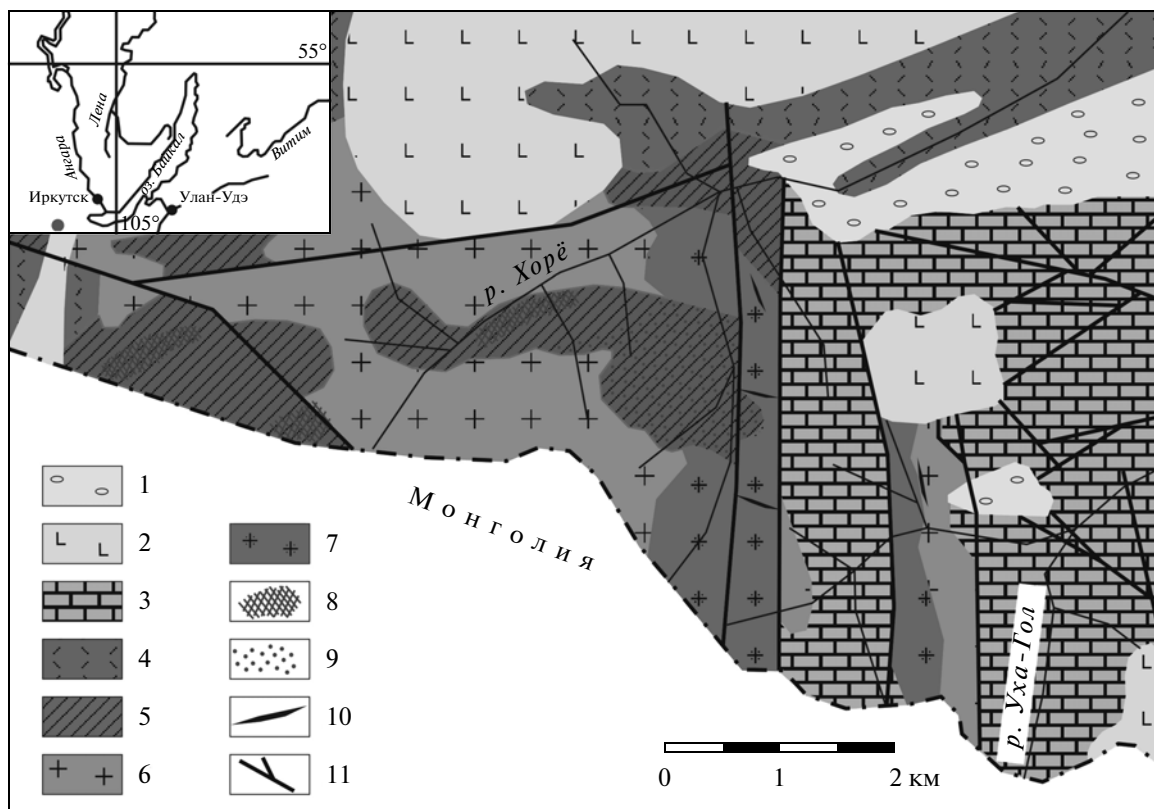 55°
Лена
Ангара
оз. Байкал
Витим
Иркутск
Улан-Удэ
105°
р. Хорё
Монголия
р. Уха-Гол
1
2
3
4
5
6
7
8
9
10
11
0 1 2 км